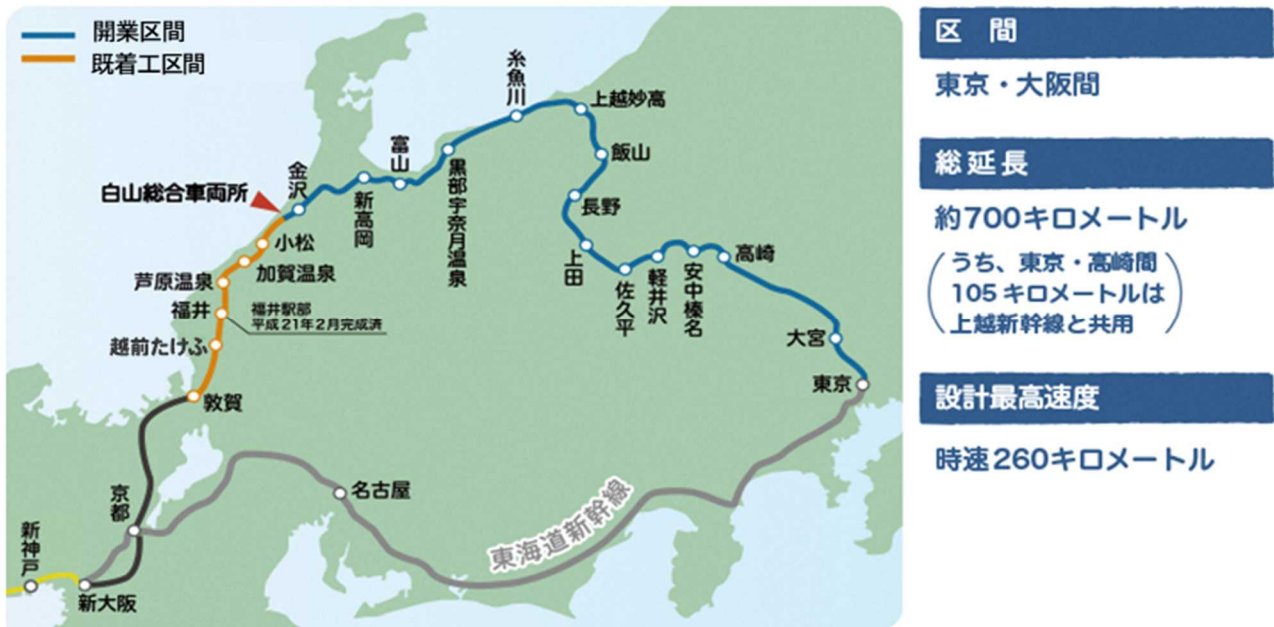 開業区間
既着工区間
糸魚川
上越妙高
飯山
長野
富山
黒部宇奈月温泉
金沢
新高岡
白山総合車両所
小松
加賀温泉
芦原温泉
福井
福井駅部
平成21年2月完成済
越前たけふ
敦賀
上田
佐久平
軽井沢
安中榛名
高崎
大宮
東京
京都
名古屋
東海道新幹線
新神戸
新大阪
区 間
東京・大阪間
総延長
約700キロメートル
(うち、東京・高崎間
105キロメートルは
上越新幹線と共用)
設計最高速度
時速260キロメートル